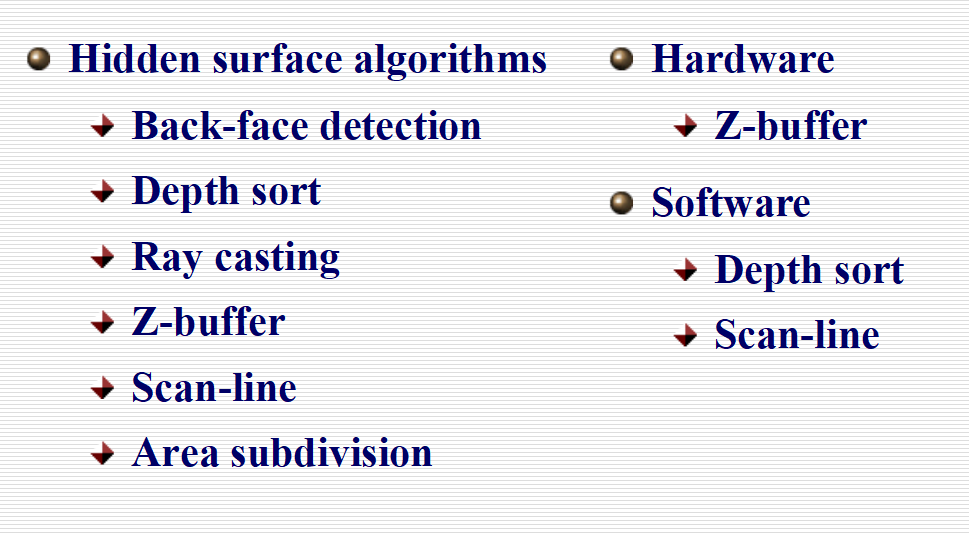 Hidden surface algorithms
Back-face detection
Depth sort
Ray casting
Z-buffer
Scan-line
Area subdivision
Hardware
Z-buffer
Software
Depth sort
Scan-line